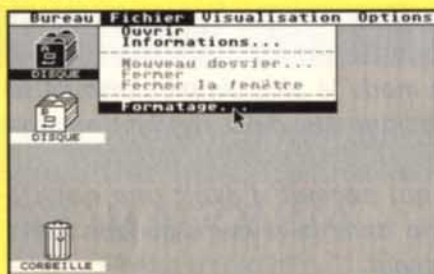 Bureau Fichier Visualisation Options
Ouvrir
Informations...
Nouveau dossier...
Fermer
Fermer la fenêtre
Formatage...
DISQUE
DISQUE
CORBEILLE